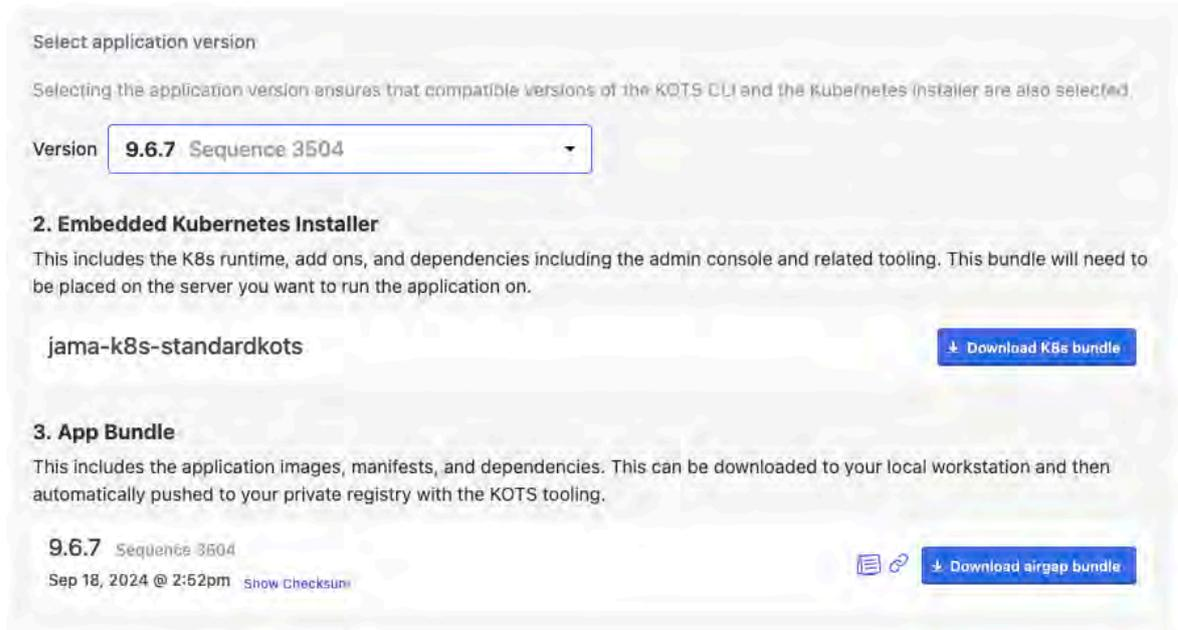 Select application version
Selecting the application version ensures that compatible versions of the KOTS CLI and the Kubernetes installer are also selected.
Version 9.6.7 Sequence 3504
2. Embedded Kubernetes Installer
This includes the K8s runtime, add ons, and dependencies including the admin console and related tooling. This bundle will need to
be placed on the server you want to run the application on.
jama-k8s-standardkots
Download K8s bundle
3. App Bundle
This includes the application images, manifests, and dependencies. This can be downloaded to your local workstation and then
automatically pushed to your private registry with the KOTS tooling.
9.6.7 Sequence 3504
Download airgap bundle
Sep 18, 2024 @ 2:52pm Show Checksum